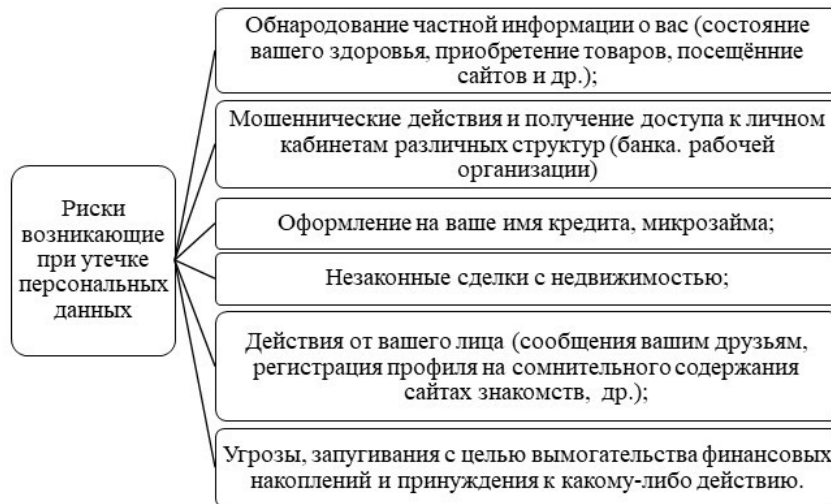 Риски
возникающие
при утечке
персональных
данных
Обнародование частной информации о вас (состояние
вашего здоровья, приобретение товаров, посещённие
сайтов и др.);
Мошеннические действия и получение доступа к личном
кабинетам различных структур (банка. рабочей
организации)
Оформление на ваше имя кредита, микрозайма;
Незаконные сделки с недвижимостью;
Действия от вашего лица (сообщения вашим друзьям,
регистрация профиля на сомнительного содержания
сайтах знакомств, др.);
Угрозы, запугивания с целью вымогательства финансовых
накоплений и принуждения к какому-либо действию.